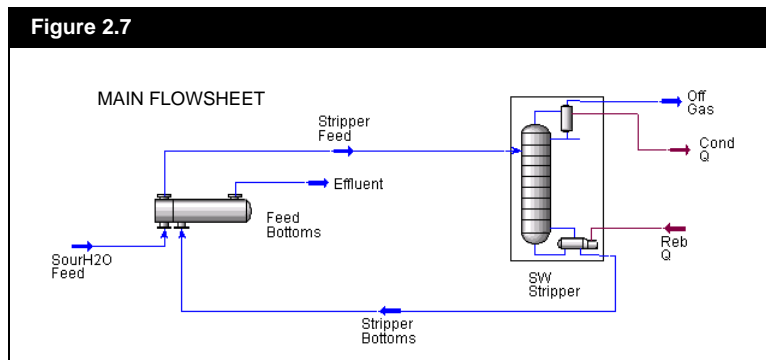 Figure 2.7
MAIN FLOWSHEET
Stripper
Feed
Off
Gas
Cond
Q
Effluent
Feed
Bottoms
SourH2O
Feed
Reb
Q
SW
Stripper
Stripper
Bottoms